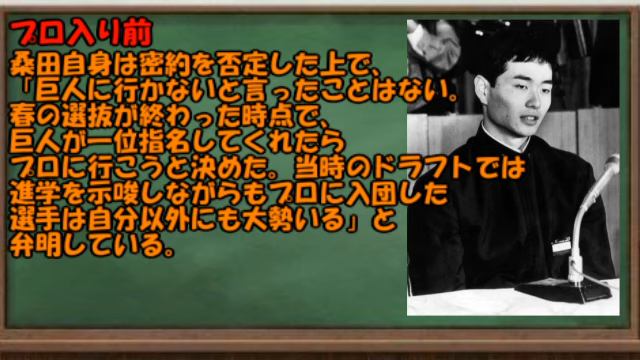 プロ入り前
桑田自身は密約を否定した上で、
「巨人に行かないと言ったことはない。
春の選抜が終わった時点で、
巨人が一位指名してくれたら
プロに行こうと決めた。当時のドラフトでは
進学を示唆しながらもプロに入団した
選手は自分以外にも大勢いる」と
弁明している。